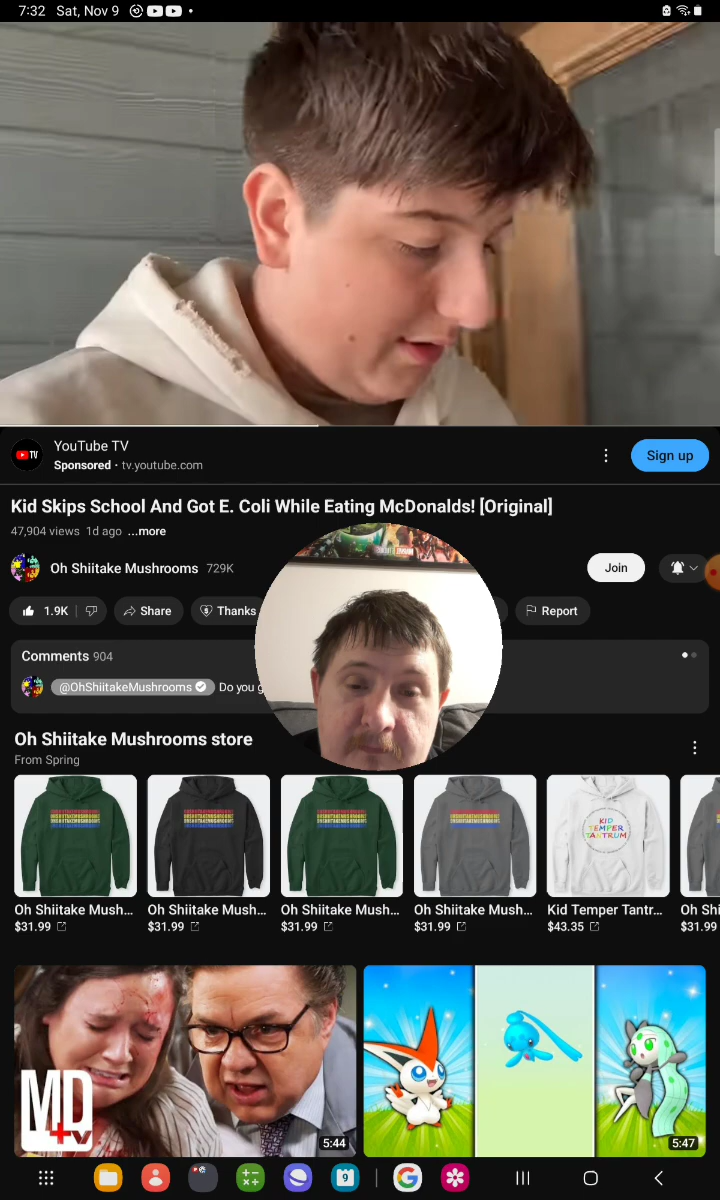 7:32 Sat, Nov 9
YouTube TV
Sponsored · tv.youtube.com
Sign up
Kid Skips School And Got E. Coli While Eating McDonalds! [Original]
47,904 views 1d ago ...more
Oh Shiitake Mushrooms 729K
Join
1.9K
Share
Thanks
Report
Comments 904
@OhShiitakeMushrooms Do you g
Oh Shiitake Mushrooms store
From Spring
KID
TEMPER
TANTRUM
Oh Shiitake Mush...
$31.99
Oh Shiitake Mush...
$31.99
Oh Shiitake Mush...
$31.99
Oh Shiitake Mush...
$31.99
Kid Temper Tantr...
$43.35
Oh Shi
$31.99
MD
TV
5:44
5:47
9